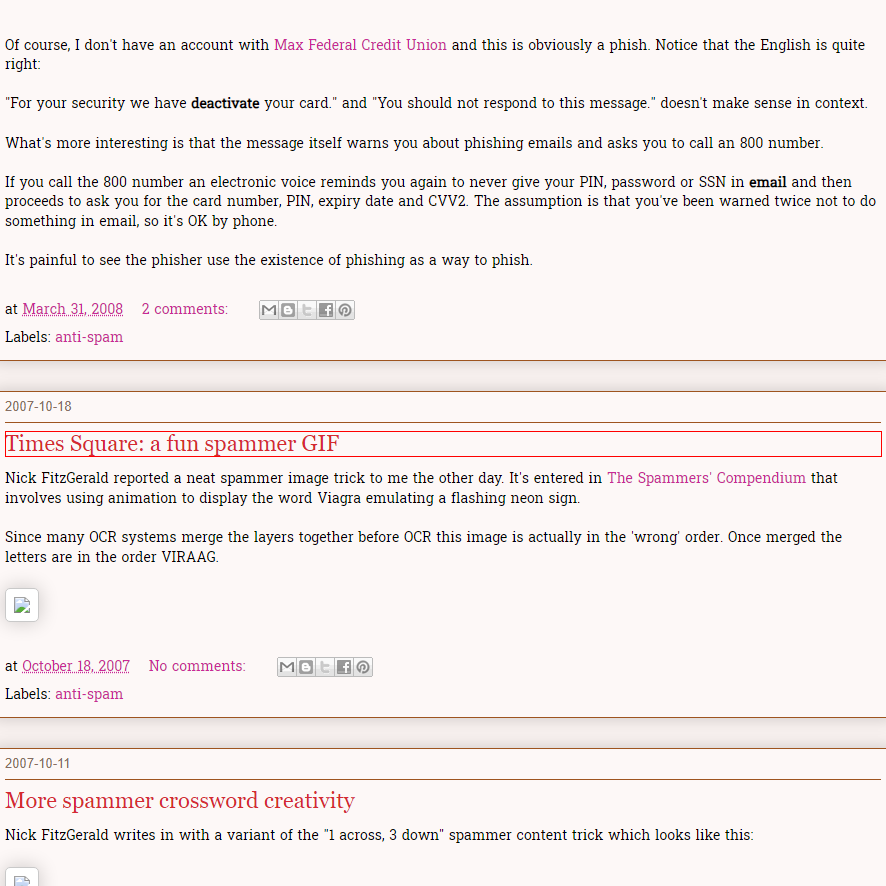 Of course, I don't have an account with Max Federal Credit Union and this is obviously a phish. Notice that the English is quite
right:
"For your security we have deactivate your card." and "You should not respond to this message." doesn't make sense in context.
What's more interesting is that the message itself warns you about phishing emails and asks you to call an 800 number.
If you call the 800 number an electronic voice reminds you again to never give your PIN, password or SSN in email and then
proceeds to ask you for the card number, PIN, expiry date and CVV2. The assumption is that you've been warned twice not to do
something in email, so it's OK by phone.
It's painful to see the phisher use the existence of phishing as a way to phish.
at March 31, 2008 2 comments:
Labels: anti-spam
2007-10-18
Times Square: a fun spammer GIF
Nick FitzGerald reported a neat spammer image trick to me the other day. It's entered in The Spammers' Compendium that
involves using animation to display the word Viagra emulating a flashing neon sign.
Since many OCR systems merge the layers together before OCR this image is actually in the 'wrong' order. Once merged the
letters are in the order VIRAAG.
at October 18, 2007 No comments:
Labels: anti-spam
2007-10-11
More spammer crossword creativity
Nick FitzGerald writes in with a variant of the "1 across, 3 down" spammer content trick which looks like this: